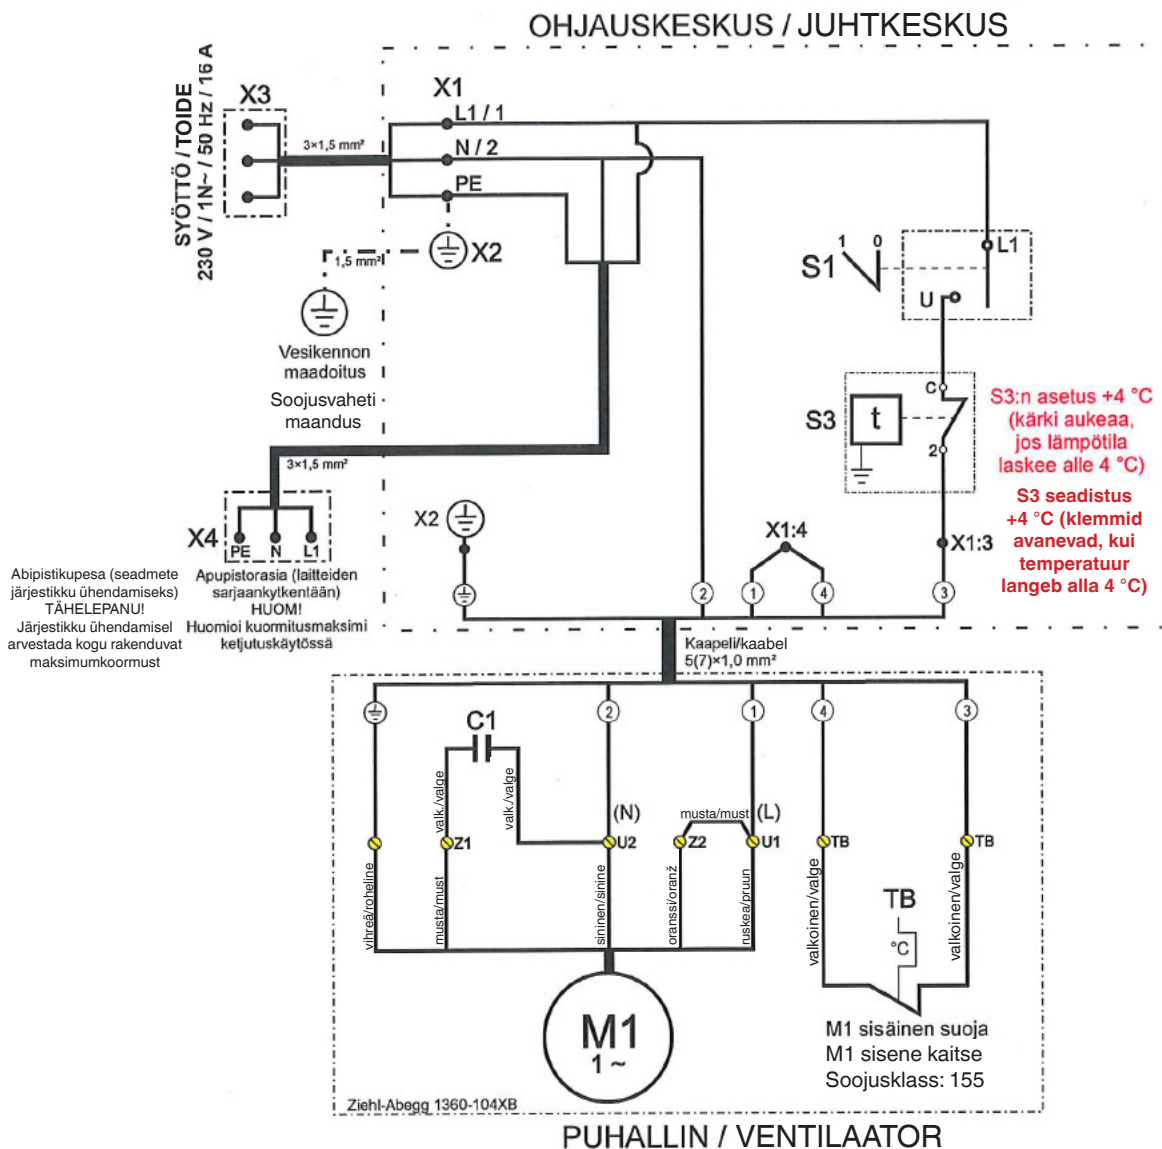 OHJAUSKESKUS / JUHTKESKUS
SYÖTTÖ / TOIDE
230 V / 1N~ / 50 Hz / 16 A
X3
3×1,5 mm²
X1
L1 / 1
N / 2
PE
X2
1,5 mm²
Vesikennon
maadoitus
Soojusvaheti
maandus
S1
1 0
L1
U
S3
t
C
2
S3:n asetus +4 °C
(kärki aukeaa,
jos lämpötila
laskee alle 4 °C)
S3 seadistus
+4 °C (klemmid
avanevad, kui
temperatuur
langeb alla 4 °C)
3×1,5 mm²
X4
PE N L1
Abipistikupesa (seadmete
järjestikku ühendamiseks)
TÄHELEPANU!
Järjestikku ühendamisel
arvestada kogu rakenduvat
maksimumkoormust
Apupistorasia (laitteiden
sarjaankytkentään)
HUOM!
Huomioi kuormitusmaksimi
ketjutuskäytössä
X2
X1:4
X1:3
2 1 4 3
Kaapeli/kaabel
5(7)×1,0 mm²
2 1 4 3
C1
valk./valge
valk./valge
(N)
musta/must
(L)
Z1
U2
Z2
U1
TB
TB
vihreä/roheline
musta/must
sininen/sinine
oranssi/oranž
ruskea/pruun
valkoinen/valge
valkoinen/valge
TB
°C
M1
1 ~
M1 sisäinen suoja
M1 sisene kaitse
Soojusklass: 155
Ziehl-Abegg 1360-104XB
PUHALLIN / VENTILAATOR